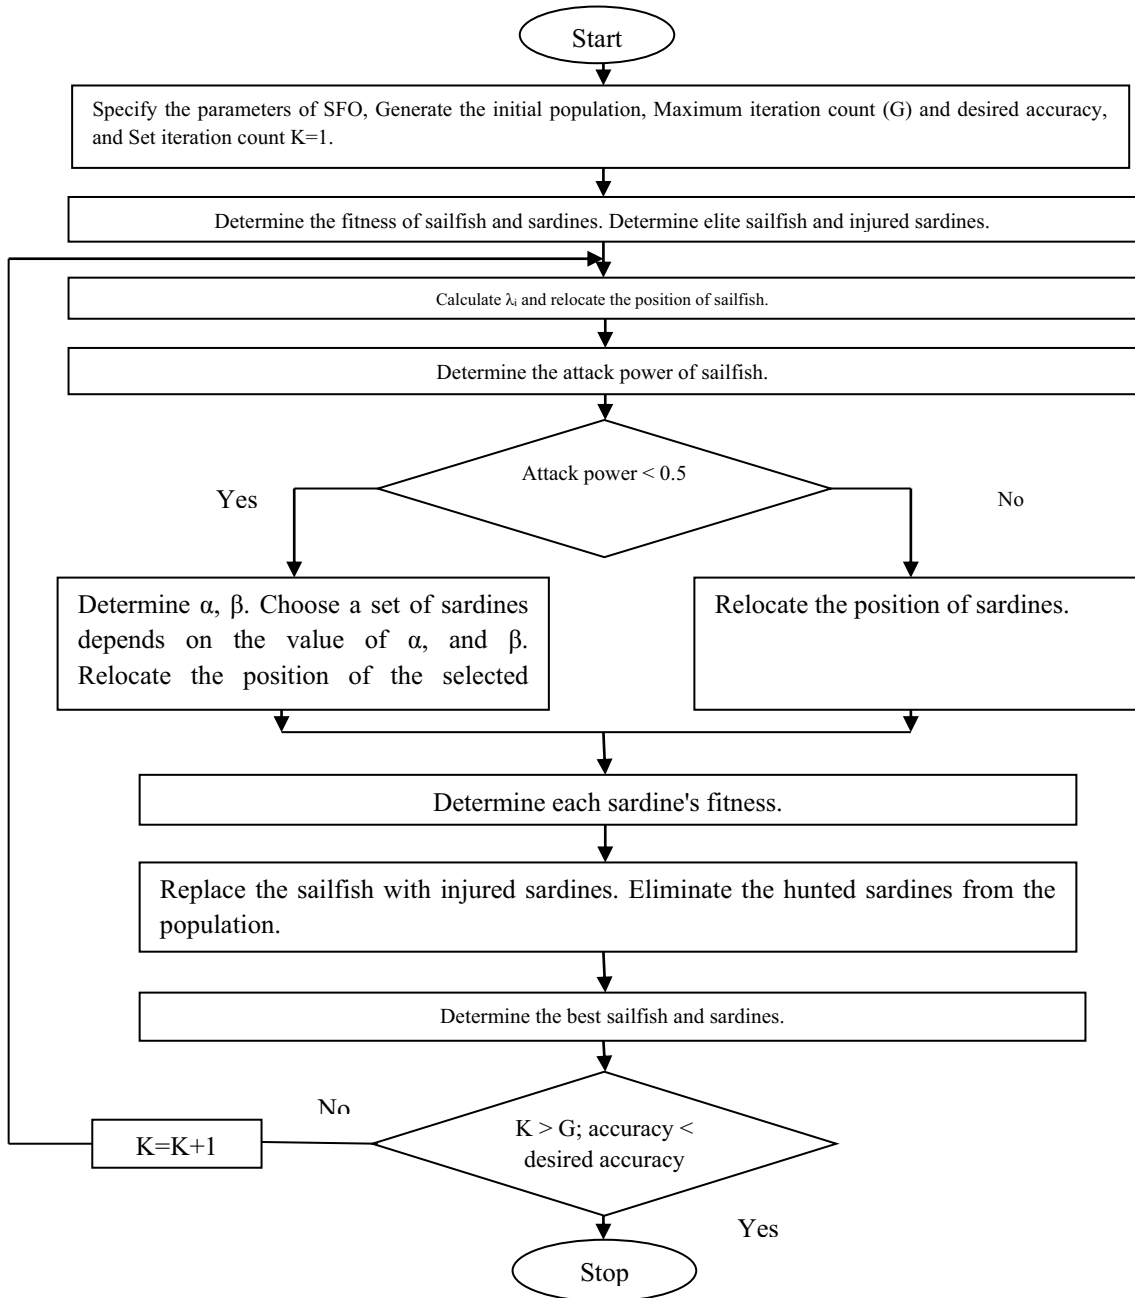 Start
Specify the parameters of SFO, Generate the initial population, Maximum iteration count (G) and desired accuracy,
and Set iteration count K=1.
Determine the fitness of sailfish and sardines. Determine elite sailfish and injured sardines.
Calculate λᵢ and relocate the position of sailfish.
Determine the attack power of sailfish.
Attack power < 0.5
Yes
No
Determine α, β. Choose a set of sardines
depends on the value of α, and β.
Relocate the position of the selected
Relocate the position of sardines.
Determine each sardine's fitness.
Replace the sailfish with injured sardines. Eliminate the hunted sardines from the
population.
Determine the best sailfish and sardines.
No
K=K+1
K > G; accuracy <
desired accuracy
Yes
Stop